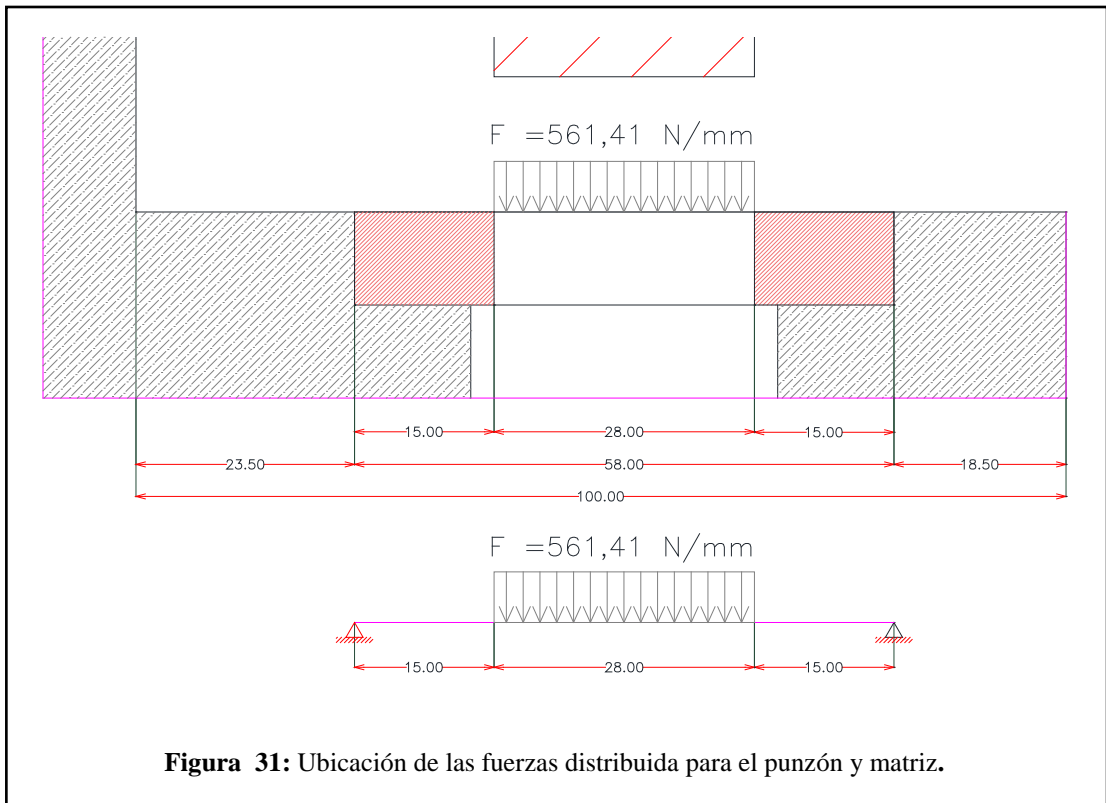 F =561,41 N/mm
15.00 28.00 15.00
23.50 58.00 18.50
100.00
F =561,41 N/mm
15.00 28.00 15.00
Figura 31: Ubicación de las fuerzas distribuida para el punzón y matriz.